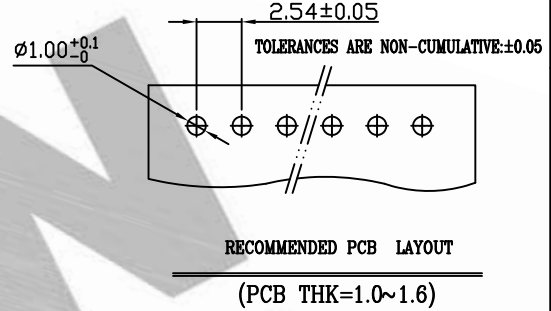 2.54±0.05
Ø1.00+0.1
-0
TOLERANCES ARE NON-CUMULATIVE:±0.05
RECOMMENDED PCB LAYOUT
(PCB THK=1.0~1.6)